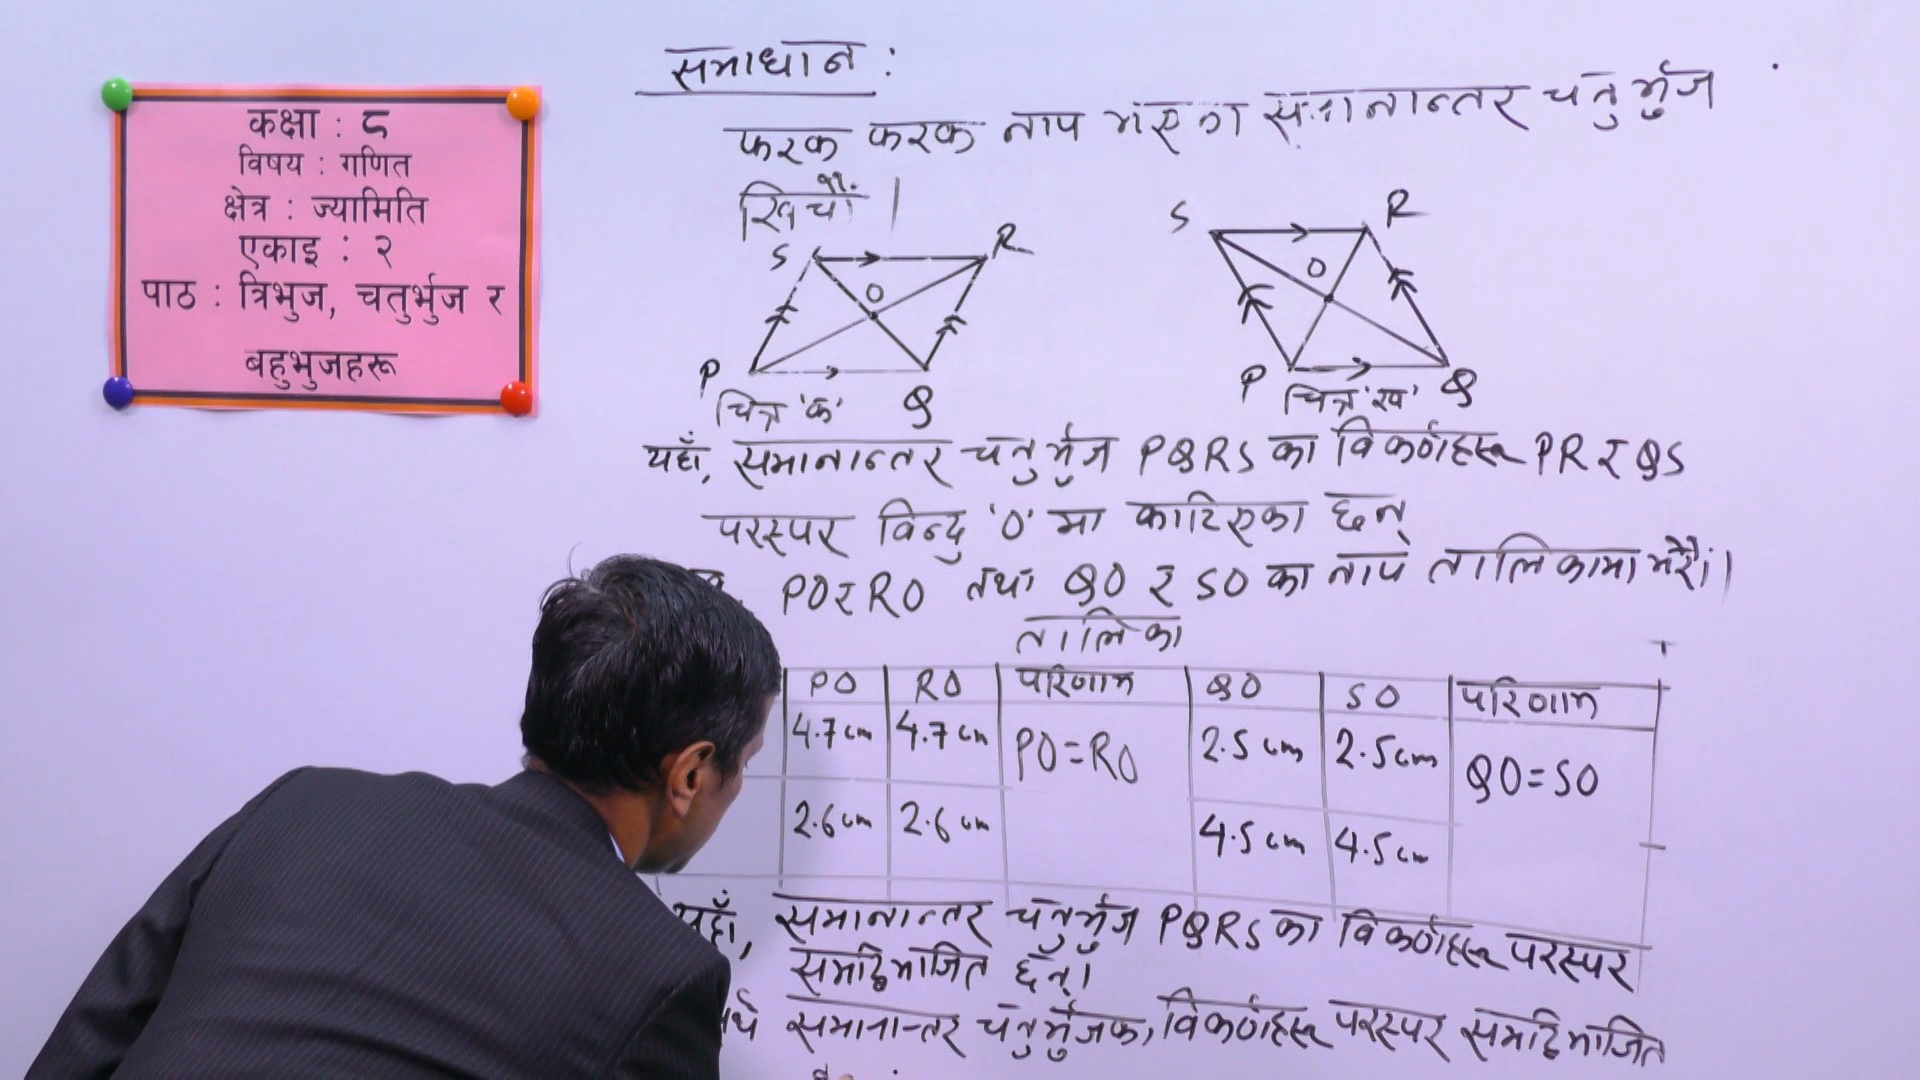 कक्षा : ८
विषय : गणित
क्षेत्र : ज्यामिति
एकाइ : २
पाठ : त्रिभुज, चतुर्भुज र
बहुभुजहरू
समाधान :
फरक फरक नाप भएका समानान्तर चतुर्भुज
खिचौं ।
S R
O
P Q
चित्र 'क'
S R
O
P Q
चित्र 'ख'
यहाँ, समानान्तर चतुर्भुज PQRS का विकर्णहरू PR र QS
परस्पर विन्दु 'O' मा काटिएका छन्
PO र RO तथा QO र SO का नाप तालिकामा भरौं ।
तालिका
PO RO परिणाम QO SO परिणाम
4.7 cm 4.7 cm PO = RO 2.5 cm 2.5 cm QO = SO
2.6 cm 2.6 cm 4.5 cm 4.5 cm
यहाँ, समानान्तर चतुर्भुज PQRS का विकर्णहरू परस्पर
समद्विभाजित छन् ।
समानान्तर चतुर्भुजका विकर्णहरू परस्पर समद्विभाजित